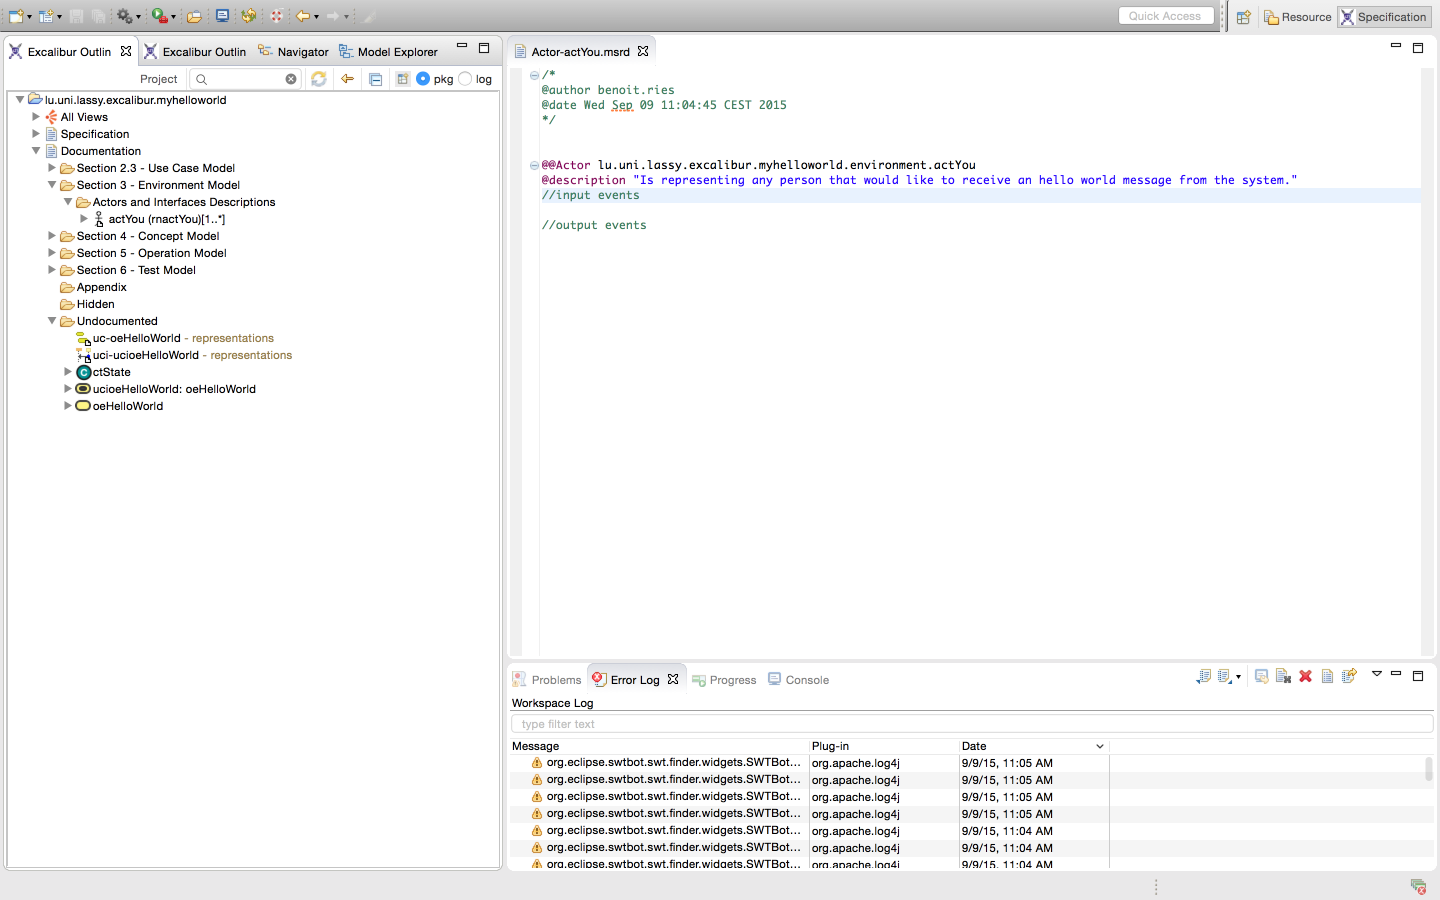 Quick Access
Resource
Specification
Excalibur Outlin
Excalibur Outlin
Navigator
Model Explorer
Project
pkg
log
lu.uni.lassy.excalibur.myhelloworld
All Views
Specification
Documentation
Section 2.3 - Use Case Model
Section 3 - Environment Model
Actors and Interfaces Descriptions
actYou (rnactYou)[1..*]
Section 4 - Concept Model
Section 5 - Operation Model
Section 6 - Test Model
Appendix
Hidden
Undocumented
uc-oeHelloWorld - representations
uci-ucioeHelloWorld - representations
ctState
ucioeHelloWorld: oeHelloWorld
oeHelloWorld
Actor-actYou.msrd
/*
@author benoit.ries
@date Wed Sep 09 11:04:45 CEST 2015
*/
@@Actor lu.uni.lassy.excalibur.myhelloworld.environment.actYou
@description "Is representing any person that would like to receive an hello world message from the system."
//input events
//output events
Problems
Error Log
Progress
Console
Workspace Log
type filter text
Message Plug-in Date
org.eclipse.swtbot.swt.finder.widgets.SWTBot... org.apache.log4j 9/9/15, 11:05 AM
org.eclipse.swtbot.swt.finder.widgets.SWTBot... org.apache.log4j 9/9/15, 11:05 AM
org.eclipse.swtbot.swt.finder.widgets.SWTBot... org.apache.log4j 9/9/15, 11:05 AM
org.eclipse.swtbot.swt.finder.widgets.SWTBot... org.apache.log4j 9/9/15, 11:05 AM
org.eclipse.swtbot.swt.finder.widgets.SWTBot... org.apache.log4j 9/9/15, 11:04 AM
org.eclipse.swtbot.swt.finder.widgets.SWTBot... org.apache.log4j 9/9/15, 11:04 AM
org.eclipse.swtbot.swt.finder.widgets.SWTBot... org.apache.log4j 9/9/15, 11:04 AM